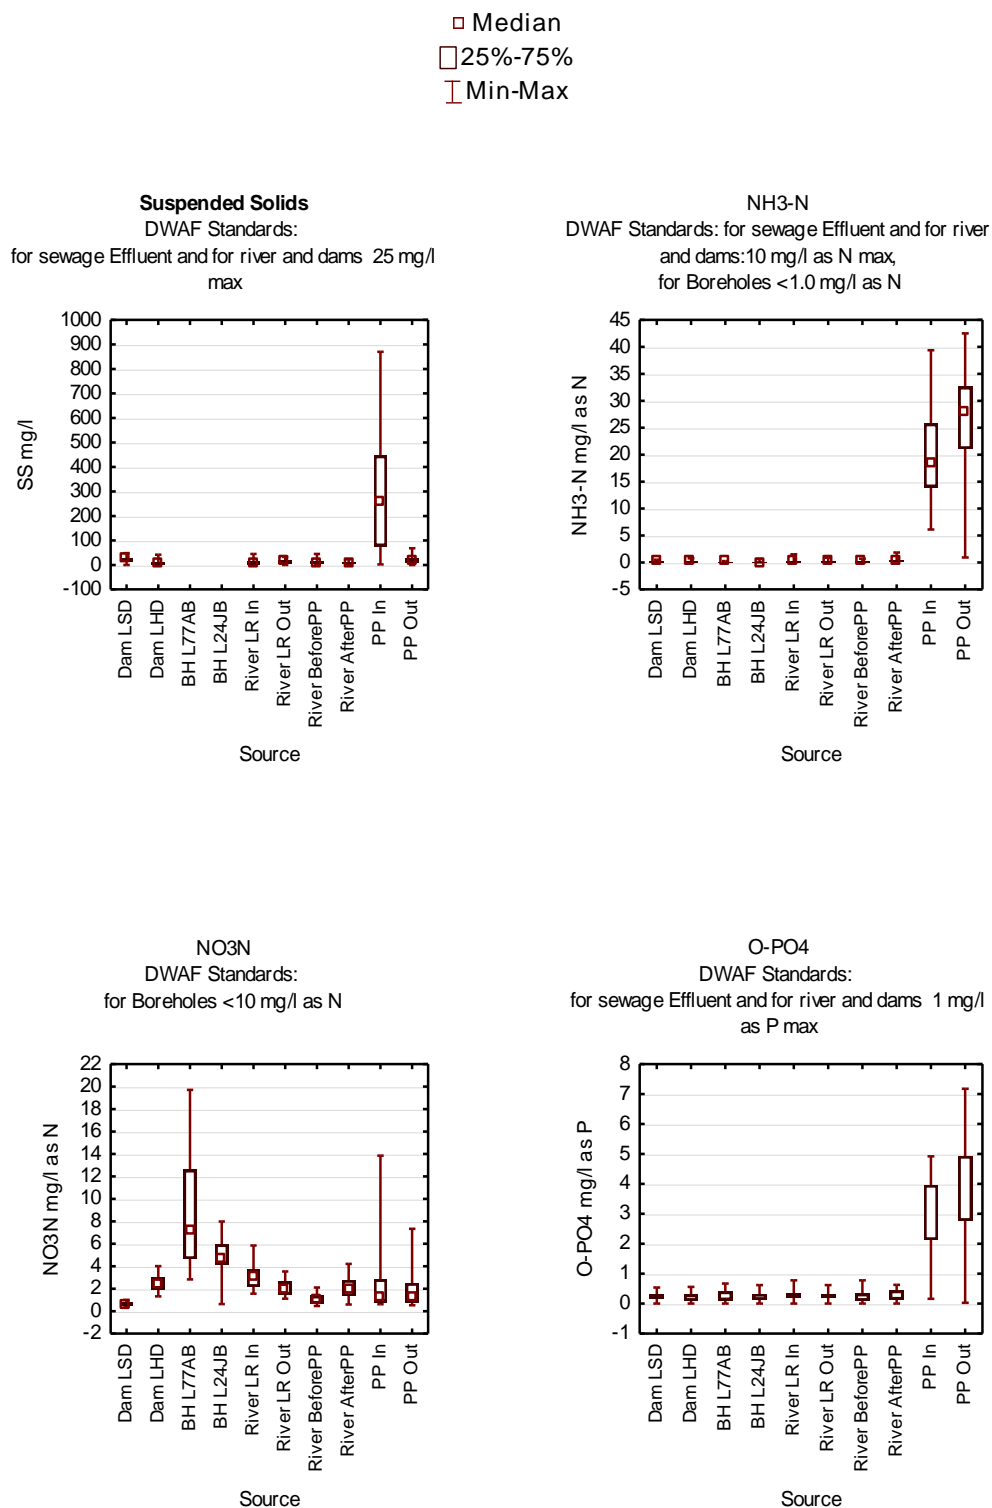 Median
25%-75%
Min-Max
Suspended Solids
DWAF Standards:
for sewage Effluent and for river and dams 25 mg/l
max
SS mg/l
1000
900
800
700
600
500
400
300
200
100
0
-100
Dam LSD
Dam LHD
BH L77AB
BH L24JB
River LR In
River LR Out
River BeforePP
River AfterPP
PP In
PP Out
Source
NH3-N
DWAF Standards: for sewage Effluent and for river
and dams:10 mg/l as N max,
for Boreholes <1.0 mg/l as N
NH3-N mg/l as N
45
40
35
30
25
20
15
10
5
0
-5
Dam LSD
Dam LHD
BH L77AB
BH L24JB
River LR In
River LR Out
River BeforePP
River AfterPP
PP In
PP Out
Source
NO3N
DWAF Standards:
for Boreholes <10 mg/l as N
NO3N mg/l as N
22
20
18
16
14
12
10
8
6
4
2
0
-2
Dam LSD
Dam LHD
BH L77AB
BH L24JB
River LR In
River LR Out
River BeforePP
River AfterPP
PP In
PP Out
Source
O-PO4
DWAF Standards:
for sewage Effluent and for river and dams 1 mg/l
as P max
O-PO4 mg/l as P
8
7
6
5
4
3
2
1
0
-1
Dam LSD
Dam LHD
BH L77AB
BH L24JB
River LR In
River LR Out
River BeforePP
River AfterPP
PP In
PP Out
Source